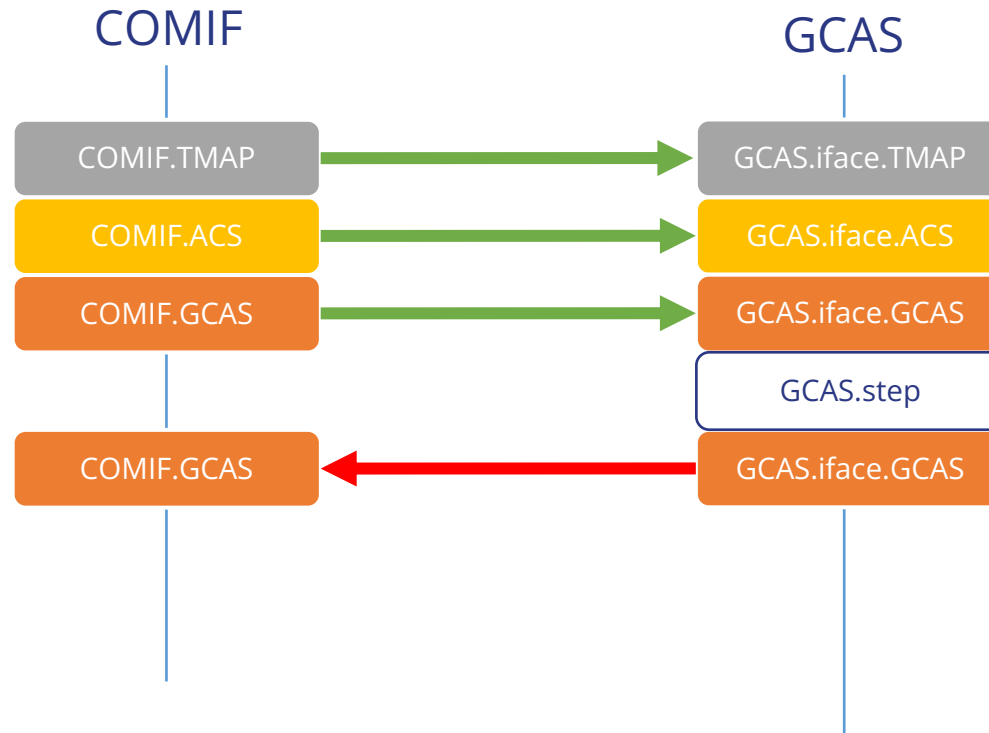 COMIF
GCAS
COMIF.TMAP
GCAS.iface.TMAP
COMIF.ACS
GCAS.iface.ACS
COMIF.GCAS
GCAS.iface.GCAS
GCAS.step
COMIF.GCAS
GCAS.iface.GCAS